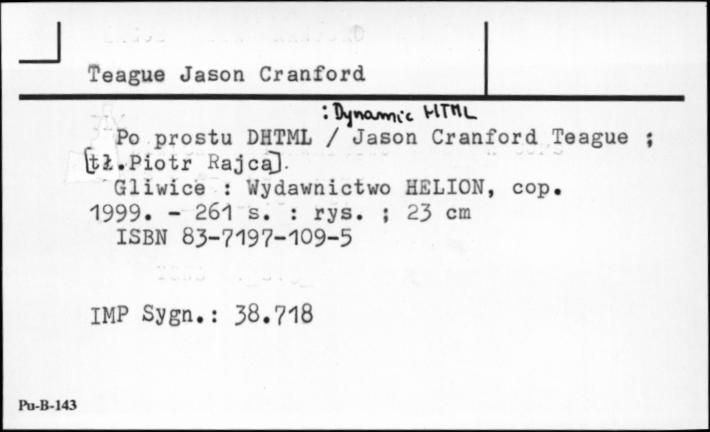 Teague Jason Cranford
: Dynamic HTML
Po prostu DHTML / Jason Cranford Teague ;
[tł.Piotr Rajca].
Gliwice : Wydawnictwo HELION, cop.
1999. - 261 s. : rys. ; 23 cm
ISBN 83-7197-109-5
IMP Sygn.: 38.718
Pu-B-143